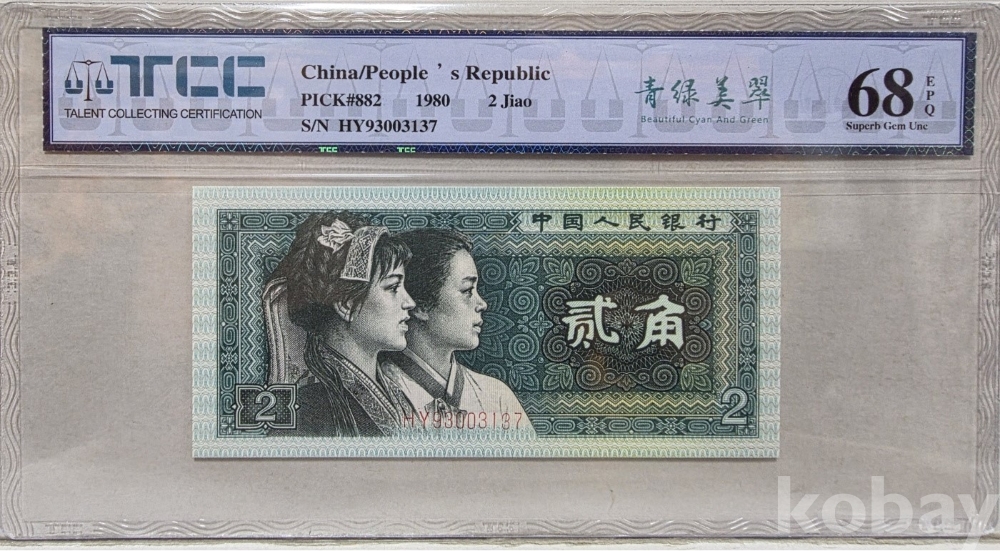 TCC
TALENT COLLECTING CERTIFICATION
China/People ’ s Republic
PICK#882 1980 2 Jiao
S/N HY93003137
青绿美翠
Beautiful Cyan And Green
68 EPQ
Superb Gem Unc
TCC TCC
中国人民银行
贰角
2
HY93003137
2
kobay